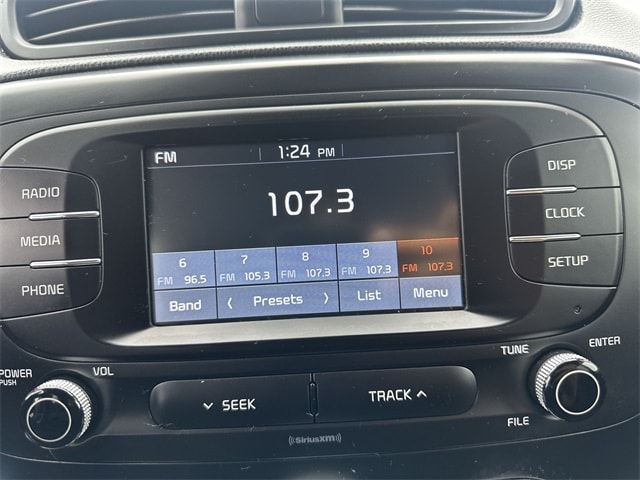 FM 1:24 PM
107.3
6 7 8 9 10
FM 96.5 FM 105.3 FM 107.3 FM 107.3 FM 107.3
Band < Presets > List Menu
RADIO
MEDIA
PHONE
DISP
CLOCK
SETUP
POWER
PUSH
VOL
SEEK
TRACK
TUNE
ENTER
FILE
((SiriusXM))